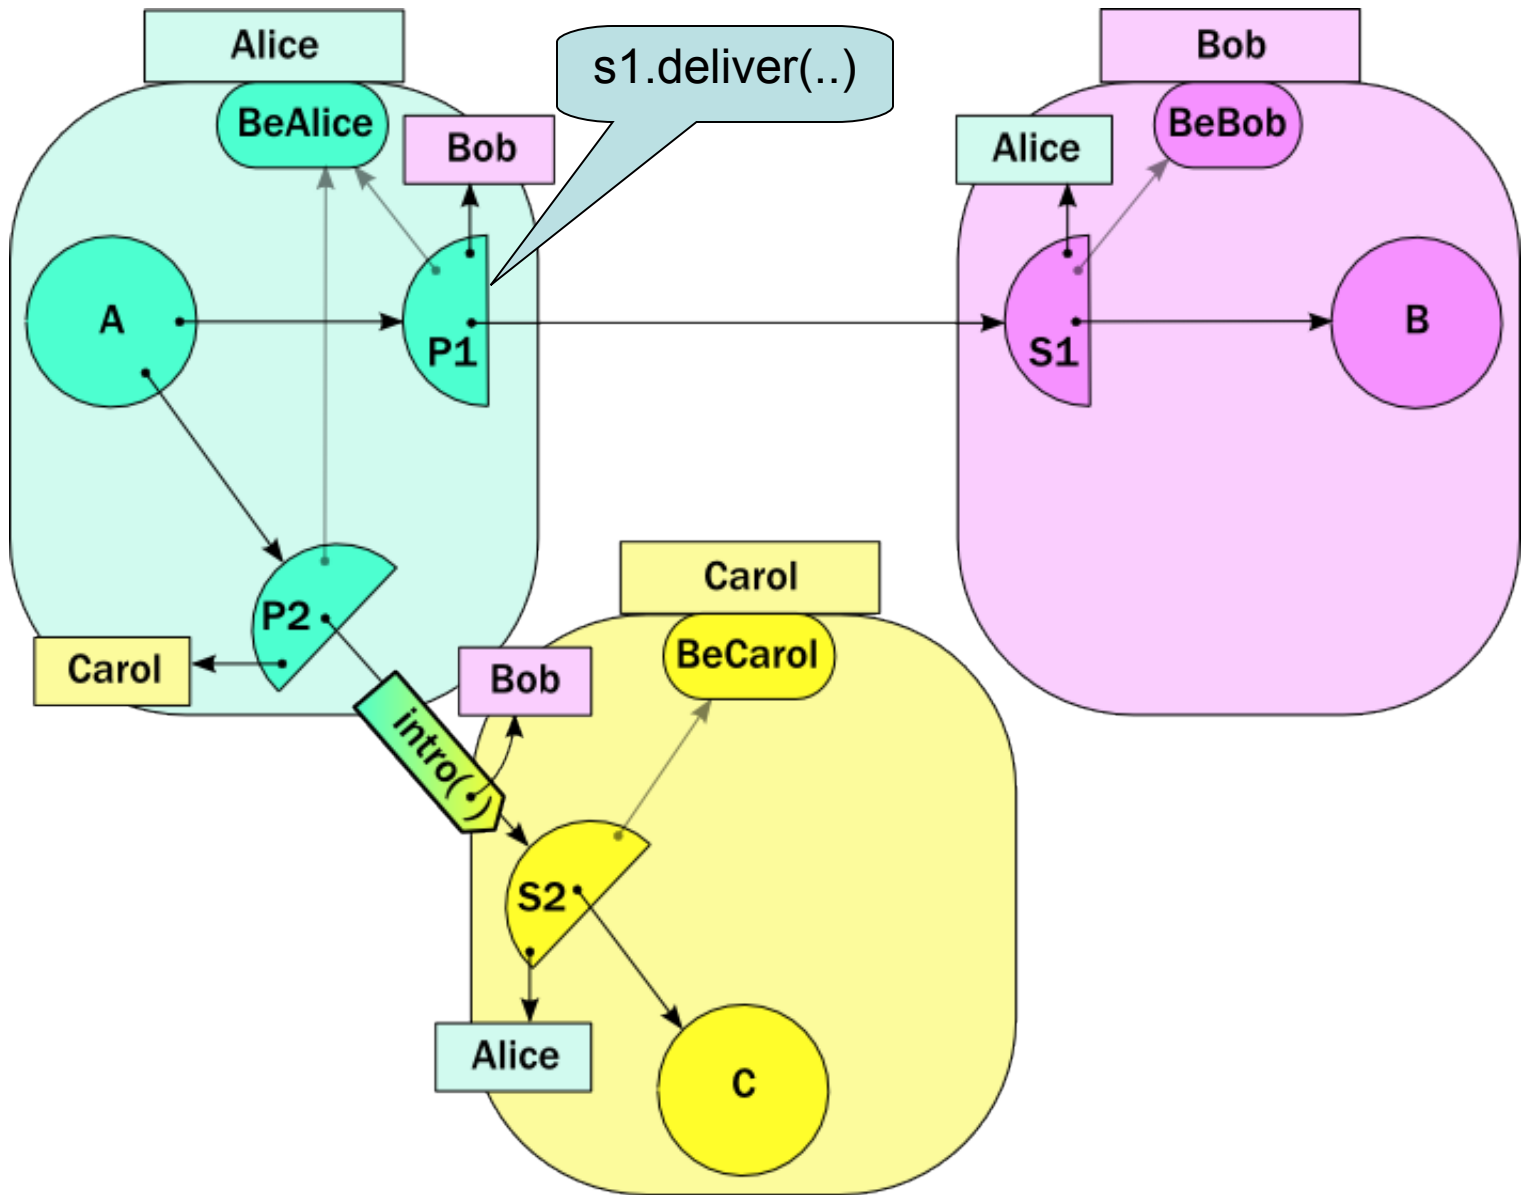 Alice
s1.deliver(..)
Bob
BeAlice
Bob
Alice
BeBob
A
P1
S1
B
P2
Carol
Carol
Bob
BeCarol
intro( )
S2
Alice
C